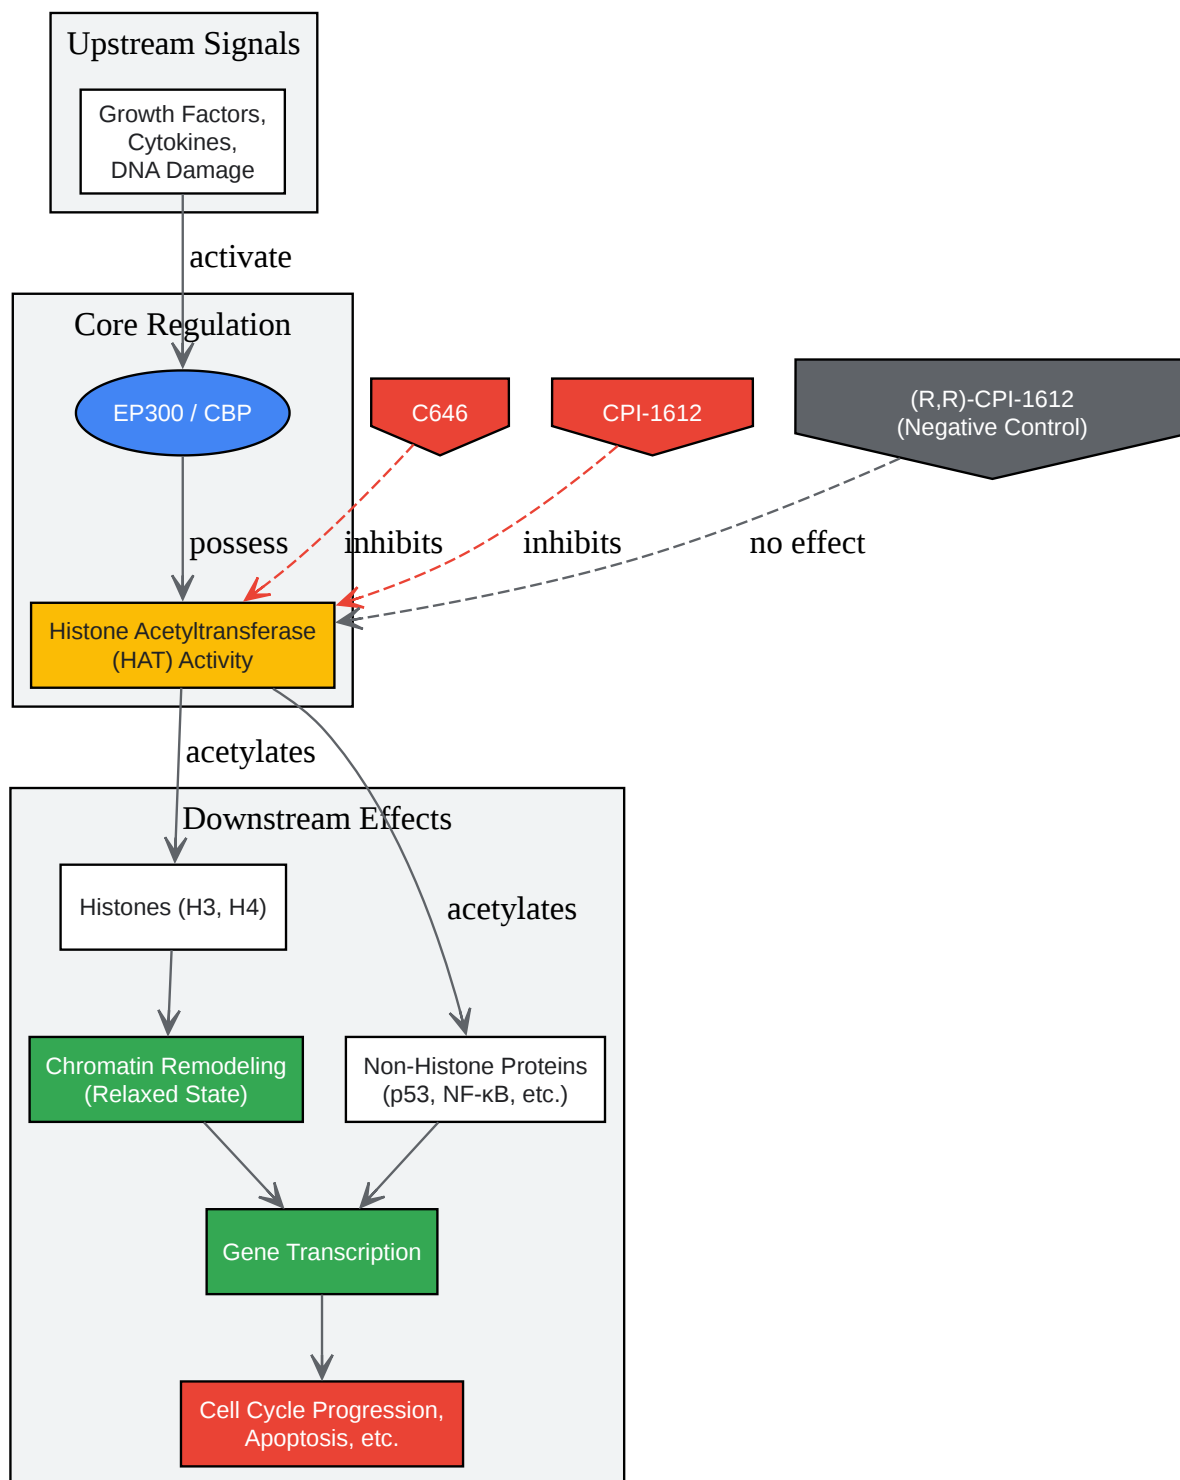 Upstream Signals
Growth Factors,
Cytokines,
DNA Damage
activate
Core Regulation
EP300 / CBP
C646
CPI-1612
(R,R)-CPI-1612
(Negative Control)
possess
inhibits
inhibits
no effect
Histone Acetyltransferase
(HAT) Activity
acetylates
Downstream Effects
Histones (H3, H4)
acetylates
Chromatin Remodeling
(Relaxed State)
Non-Histone Proteins
(p53, NF-κB, etc.)
Gene Transcription
Cell Cycle Progression,
Apoptosis, etc.